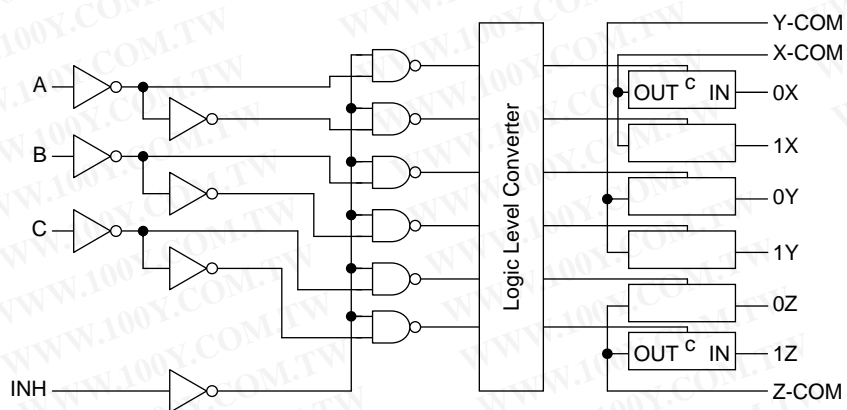 Y-COM
X-COM
A
OUT C IN
0X
B
1X
Logic Level Converter
0Y
C
1Y
0Z
OUT C IN
1Z
INH
Z-COM
WWW.100Y.COM.TW